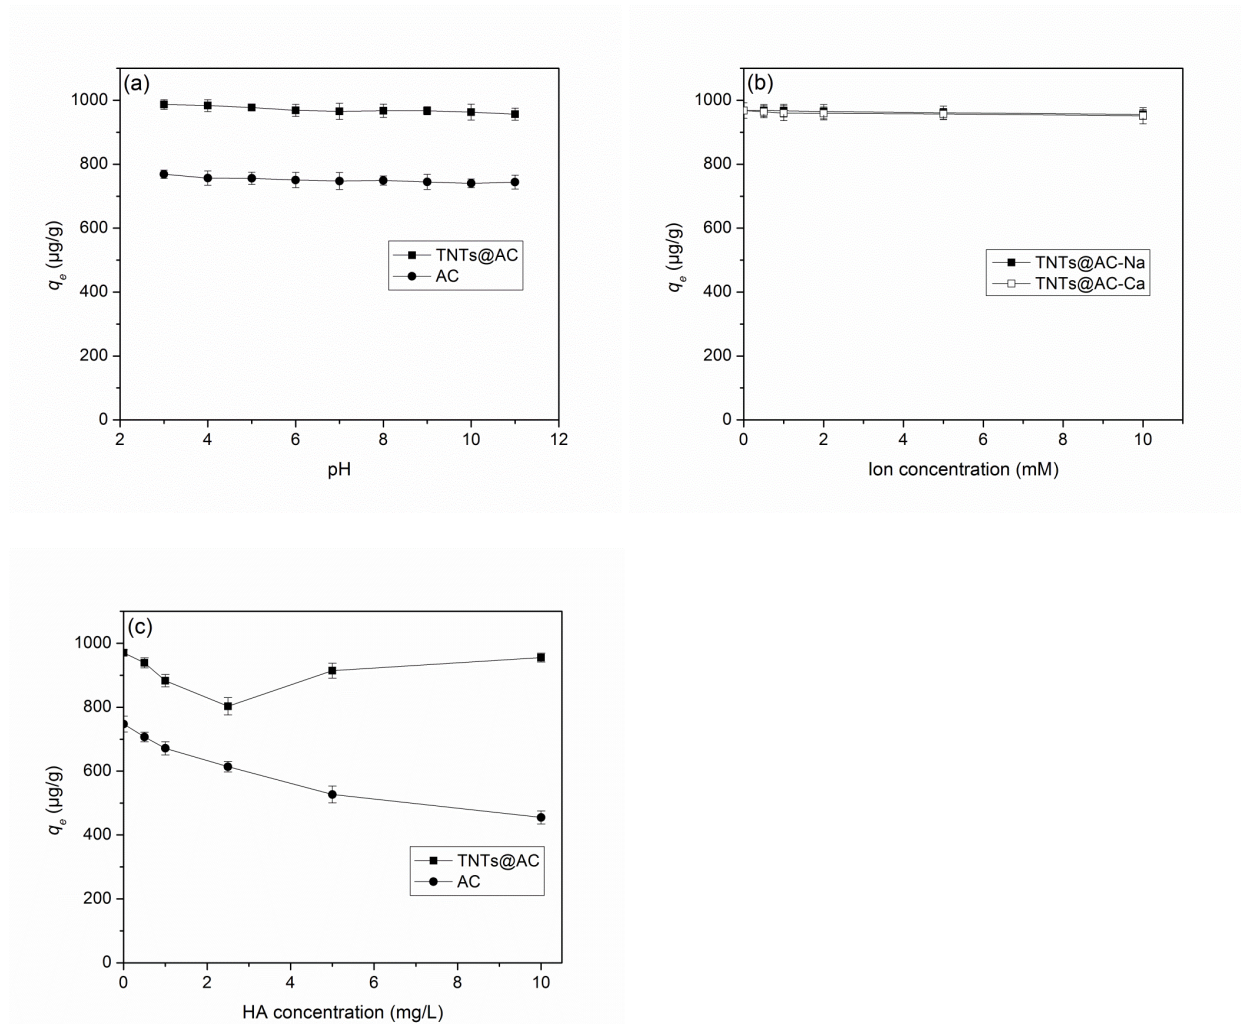 (a)
1000
800
600
400
200
0
qe (µg/g)
2 4 6 8 10 12
pH
TNTs@AC
AC
(b)
1000
800
600
400
200
0
qe (µg/g)
0 2 4 6 8 10
Ion concentration (mM)
TNTs@AC-Na
TNTs@AC-Ca
(c)
1000
800
600
400
200
0
qe (µg/g)
0 2 4 6 8 10
HA concentration (mg/L)
TNTs@AC
AC